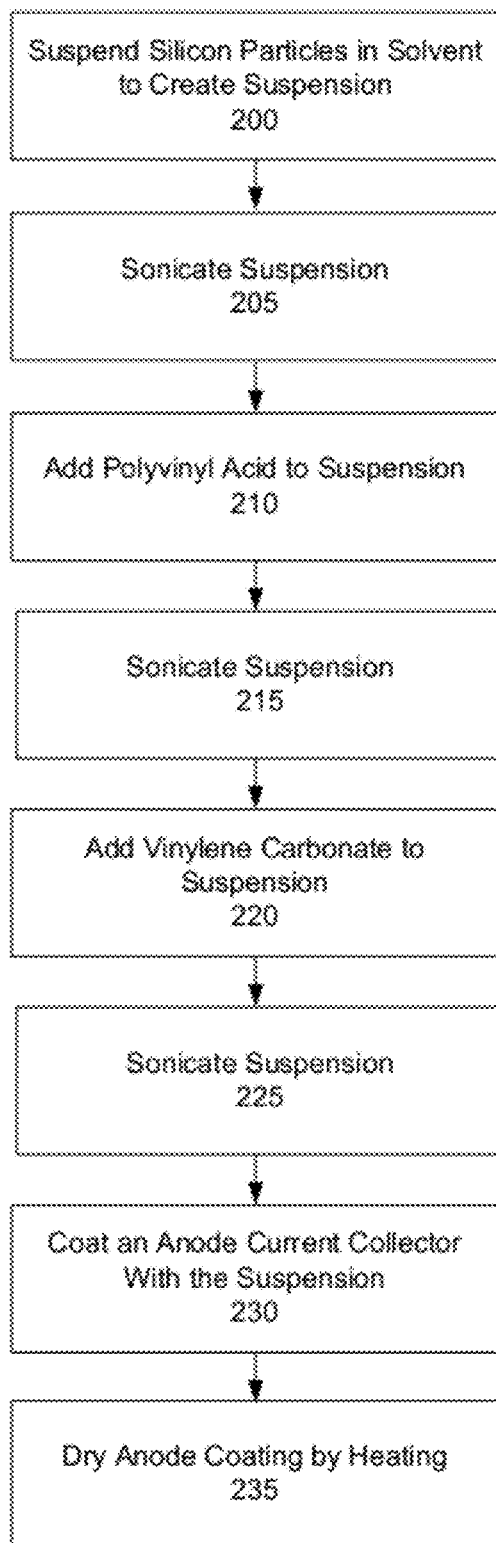 Suspend Silicon Particles in Solvent
to Create Suspension
200
Sonicate Suspension
205
Add Polyvinyl Acid to Suspension
210
Sonicate Suspension
215
Add Vinylene Carbonate to
Suspension
220
Sonicate Suspension
225
Coat an Anode Current Collector
With the Suspension
230
Dry Anode Coating by Heating
235